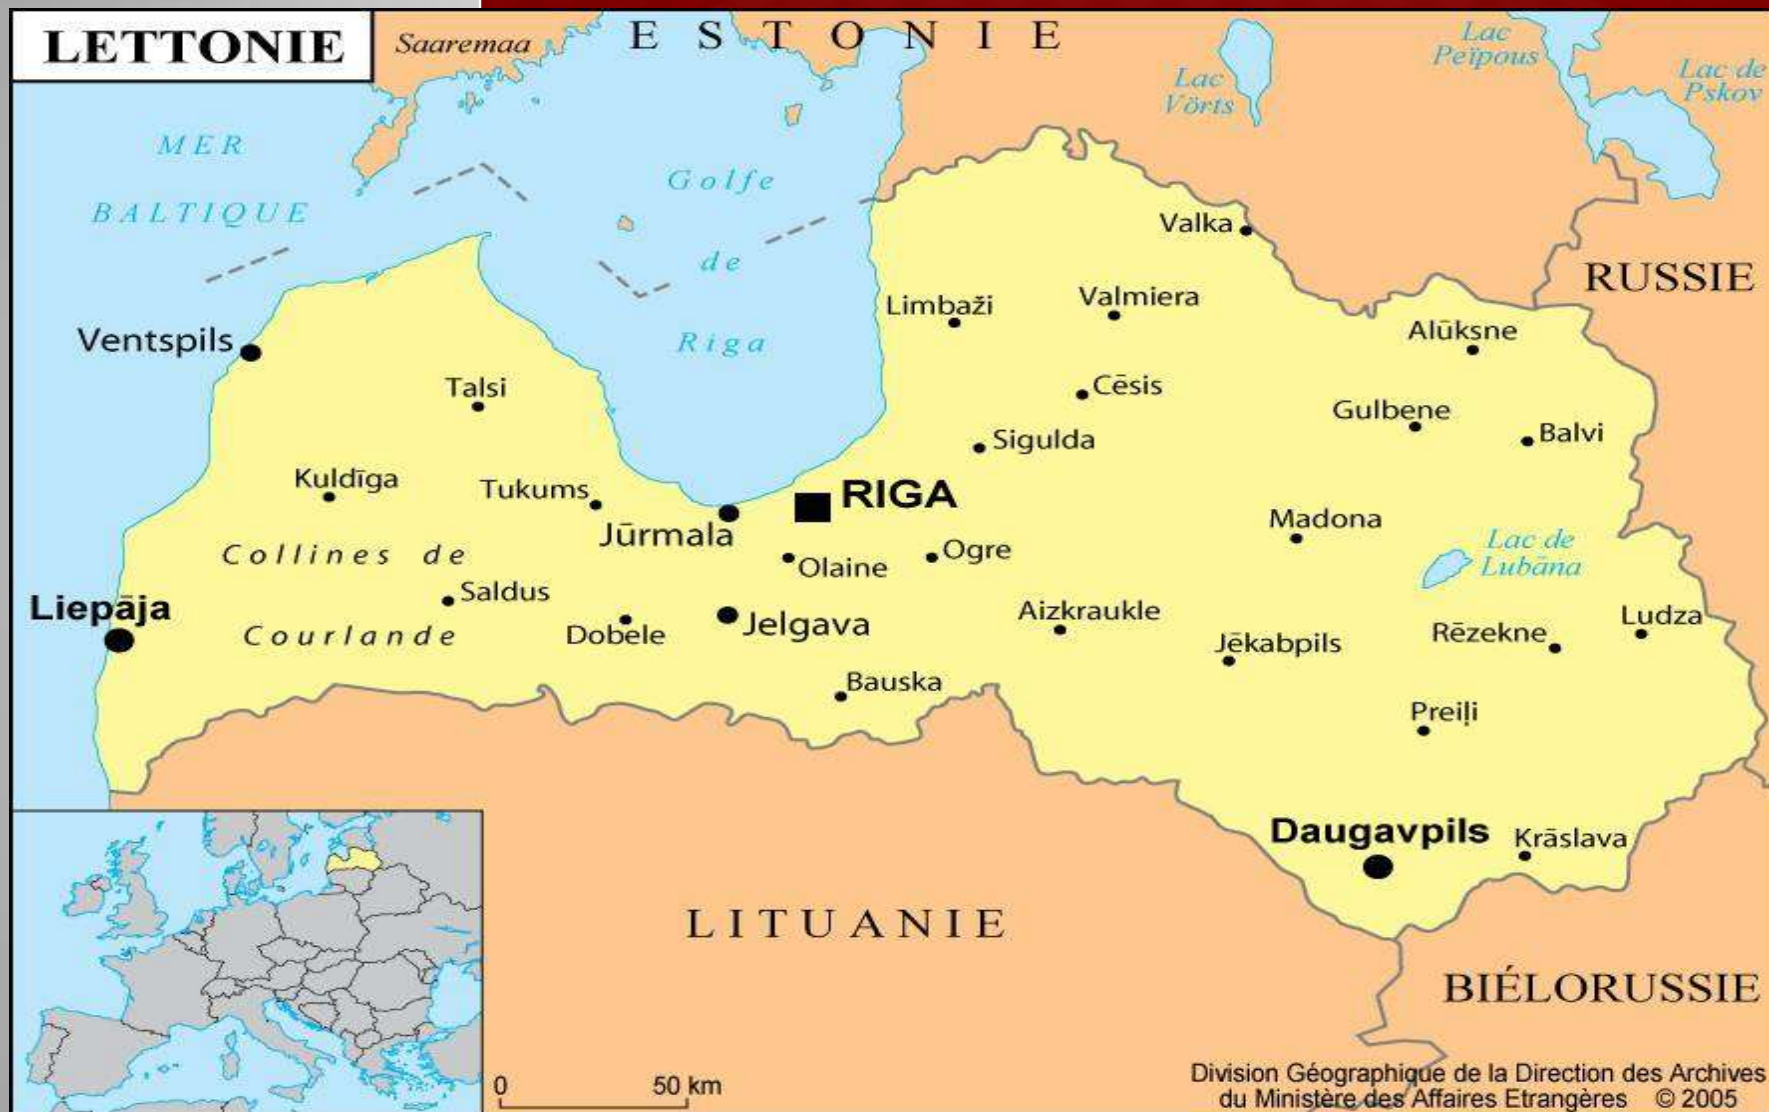 LETTONIE
Saaremaa
ESTONIE
Lac
Peïpous
Lac de
Pskov
Lac
Vörts
MER
BALTIQUE
Golfe
de
Riga
RUSSIE
Valka
Limbaži
Valmiera
Alūksne
Ventspils
Talsi
Cēsis
Gulbene
Balvi
Sigulda
Kuldīga
Tukums
RIGA
Jūrmala
Madona
Collines de
Courlande
Olaine
Ogre
Lac de
Lubāna
Liepāja
Saldus
Dobele
Jelgava
Aizkraukle
Jēkabpils
Rēzekne
Ludza
Bauska
Preiļi
Daugavpils
Krāslava
LITUANIE
BIÉLORUSSIE
0 50 km
Division Géographique de la Direction des Archives
du Ministère des Affaires Etrangères © 2005